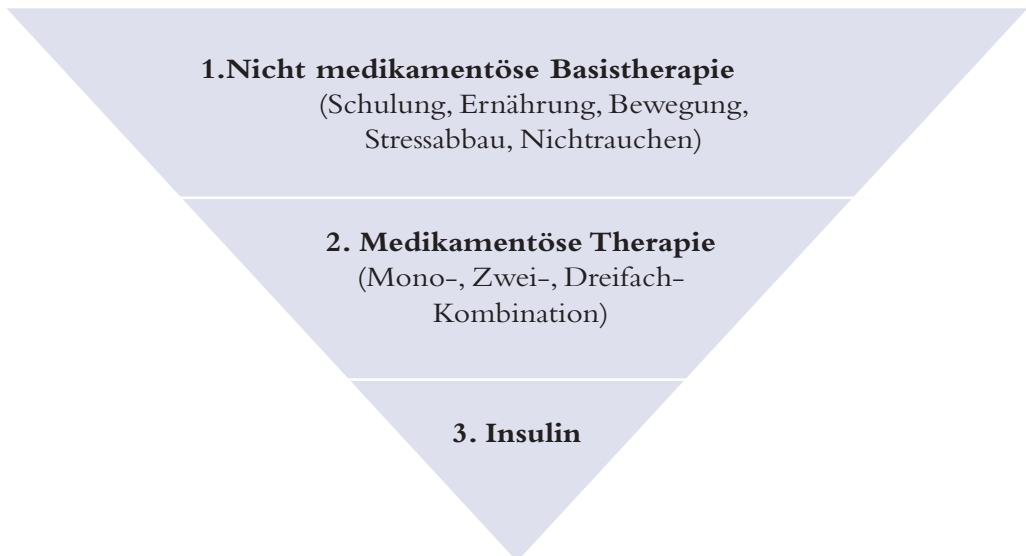 1.Nicht medikamentöse Basistherapie
(Schulung, Ernährung, Bewegung,
Stressabbau, Nichtrauchen)
2. Medikamentöse Therapie
(Mono-, Zwei-, Dreifach-
Kombination)
3. Insulin